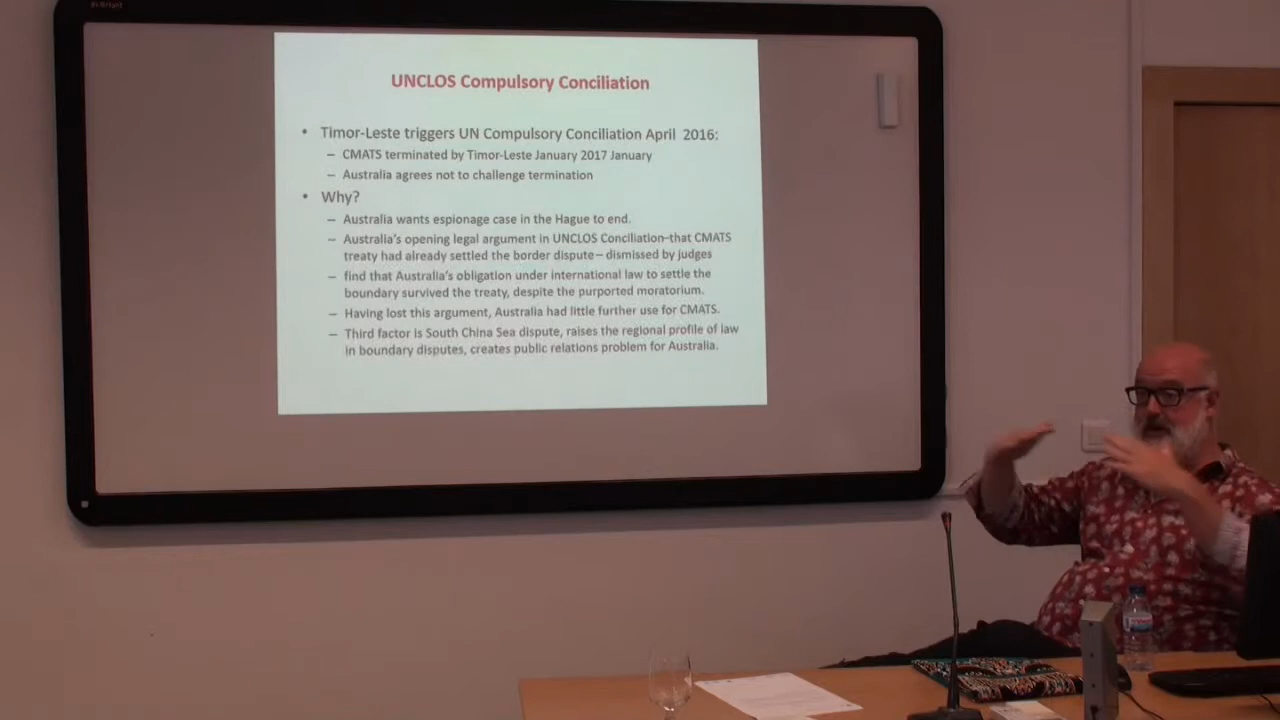 UNCLOS Compulsory Conciliation
• Timor-Leste triggers UN Compulsory Conciliation April 2016:
– CMATS terminated by Timor-Leste January 2017 January
– Australia agrees not to challenge termination
• Why?
– Australia wants espionage case in the Hague to end.
– Australia's opening legal argument in UNCLOS Conciliation–that CMATS
treaty had already settled the border dispute – dismissed by judges
– find that Australia's obligation under international law to settle the
boundary survived the treaty, despite the purported moratorium.
– Having lost this argument, Australia had little further use for CMATS.
– Third factor is South China Sea dispute, raises the regional profile of law
in boundary disputes, creates public relations problem for Australia.